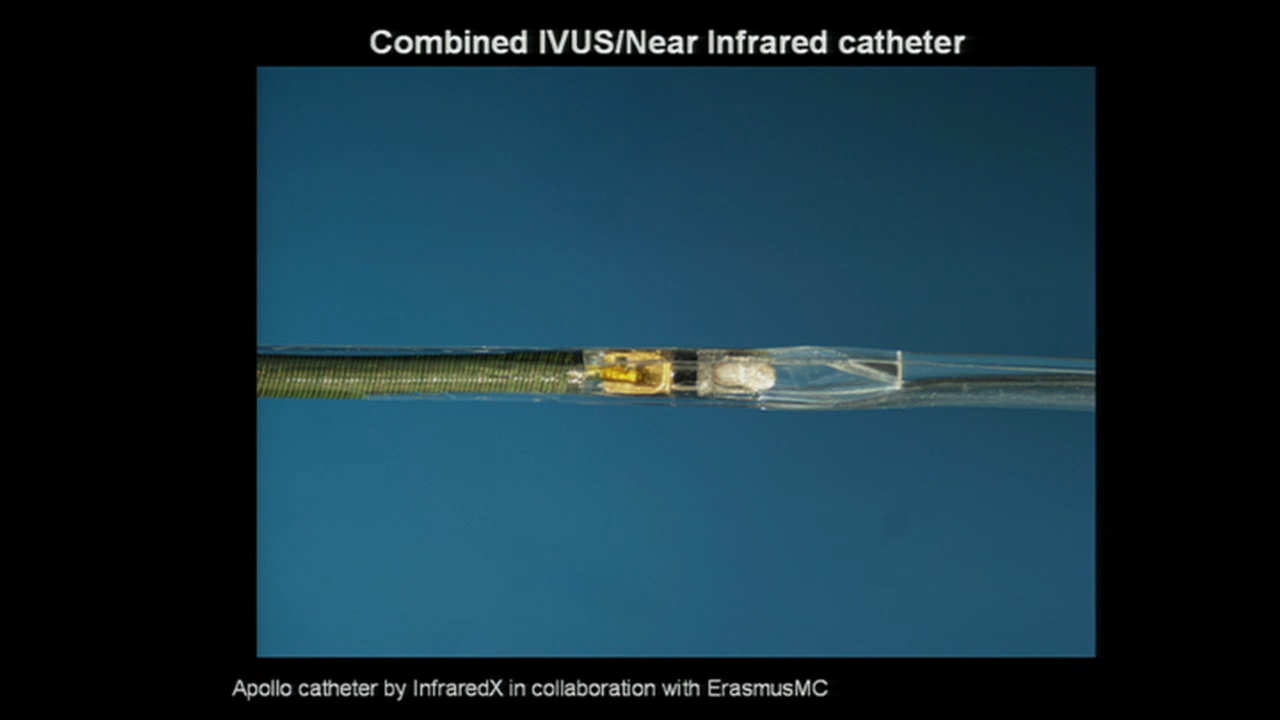 Combined IVUS/Near Infrared catheter
Apollo catheter by InfraredX in collaboration with ErasmusMC